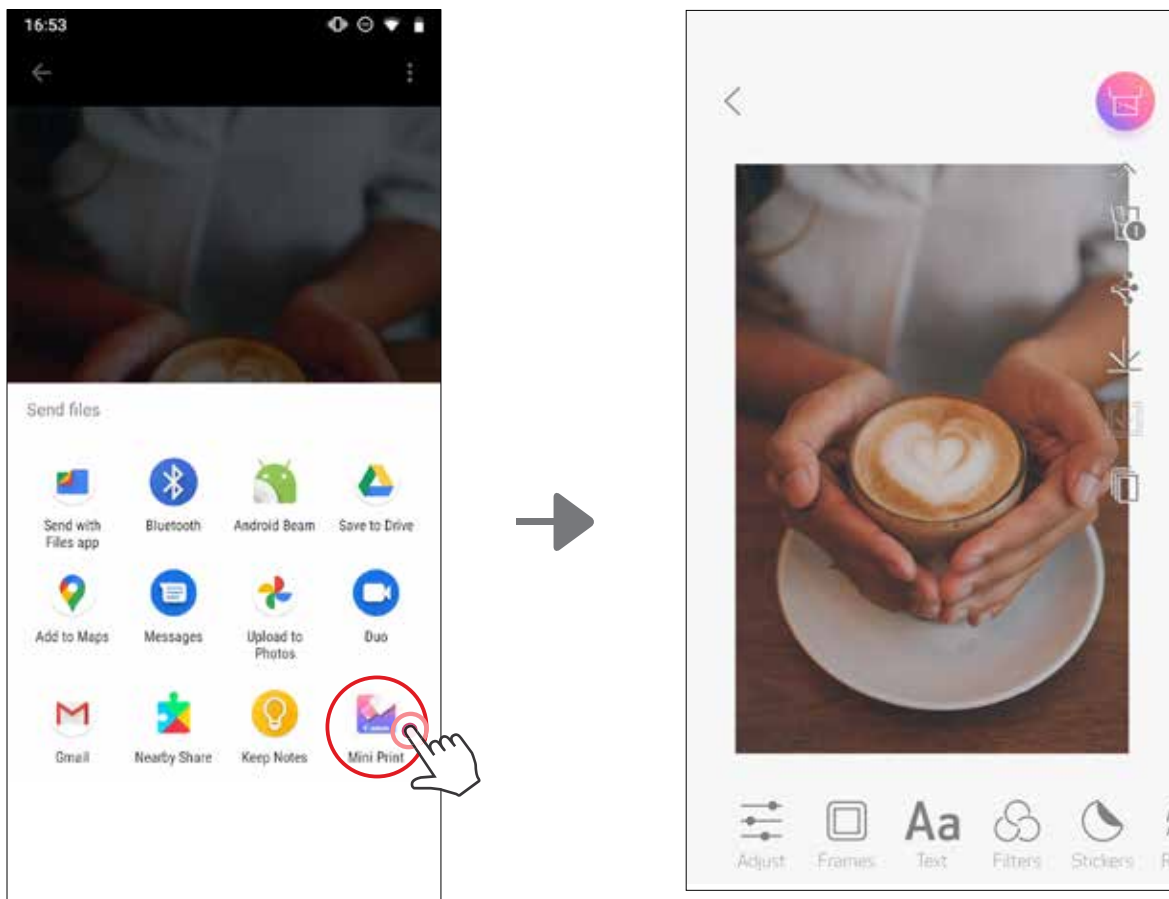 16:53
Send files
Send with
Files app
Bluetooth
Android Beam
Save to Drive
Add to Maps
Messages
Upload to
Photos
Duo
Gmail
Nearby Share
Keep Notes
Mini Print
1
Aa
Adjust
Frames
Text
Filters
Stickers